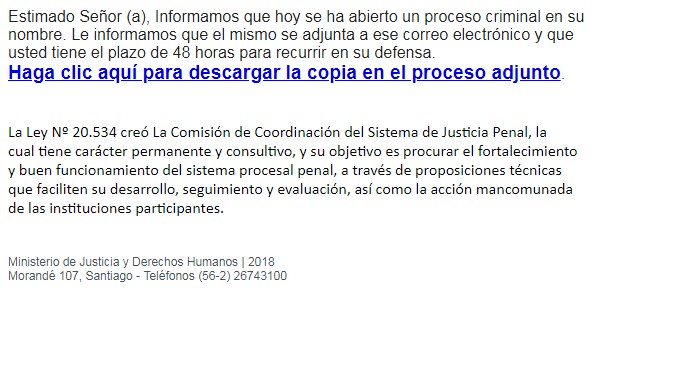 Estimado Señor (a), Informamos que hoy se ha abierto un proceso criminal en su
nombre. Le informamos que el mismo se adjunta a ese correo electrónico y que
usted tiene el plazo de 48 horas para recurrir en su defensa.
Haga clic aquí para descargar la copia en el proceso adjunto.
La Ley Nº 20.534 creó La Comisión de Coordinación del Sistema de Justicia Penal, la
cual tiene carácter permanente y consultivo, y su objetivo es procurar el fortalecimiento
y buen funcionamiento del sistema procesal penal, a través de proposiciones técnicas
que faciliten su desarrollo, seguimiento y evaluación, así como la acción mancomunada
de las instituciones participantes.
Ministerio de Justicia y Derechos Humanos | 2018
Morandé 107, Santiago - Teléfonos (56-2) 26743100